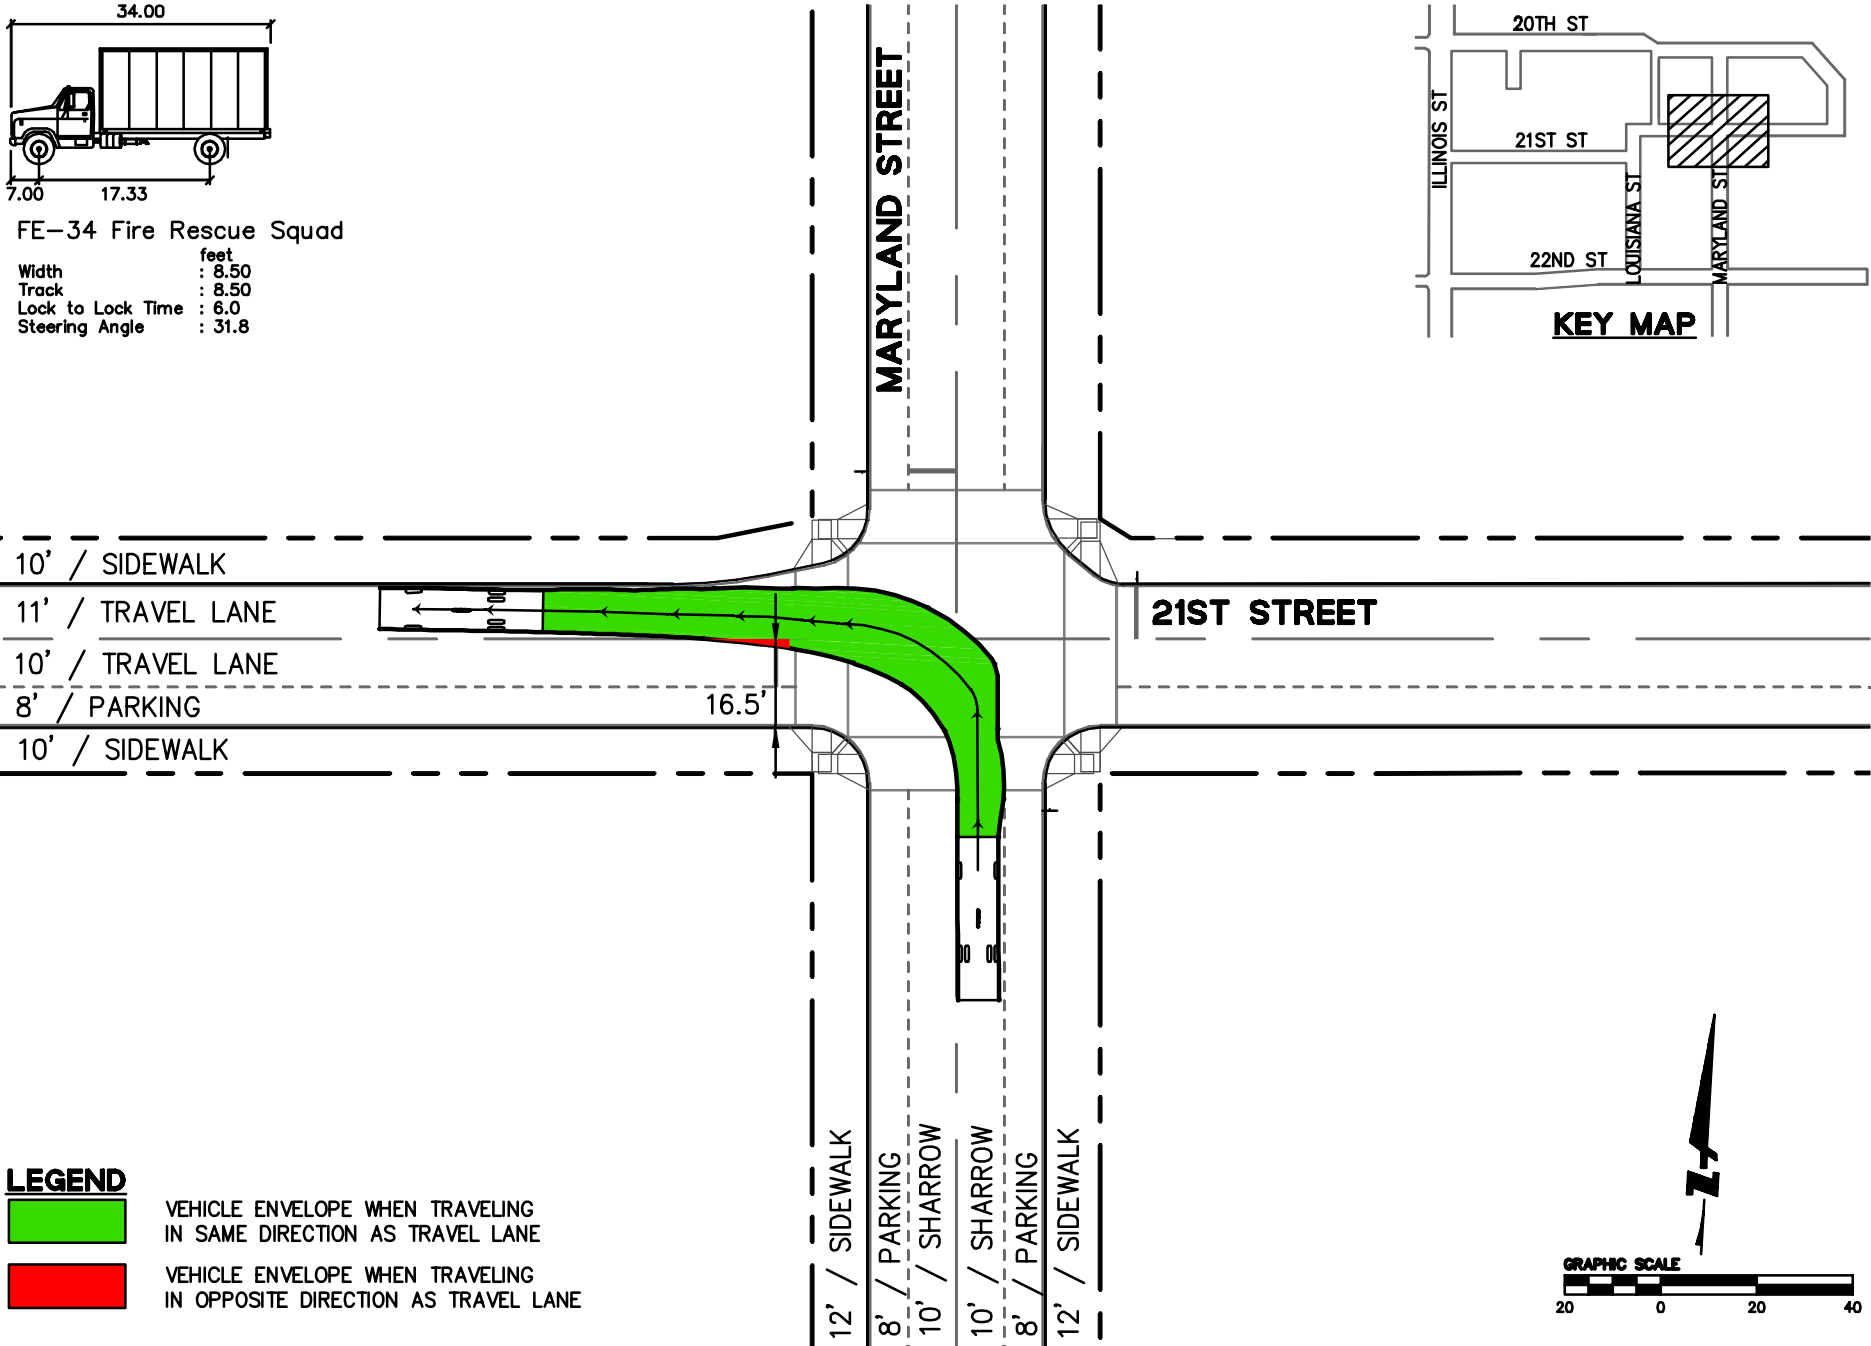 34.00
7.00
17.33
FE-34 Fire Rescue Squad
feet
Width : 8.50
Track : 8.50
Lock to Lock Time : 6.0
Steering Angle : 31.8
MARYLAND STREET
20TH ST
ILLINOIS ST
21ST ST
LOUISIANA ST
MARYLAND ST
22ND ST
KEY MAP
10' / SIDEWALK
11' / TRAVEL LANE
10' / TRAVEL LANE
8' / PARKING
10' / SIDEWALK
21ST STREET
16.5'
12' / SIDEWALK
8' / PARKING
10' / SHARROW
10' / SHARROW
8' / PARKING
12' / SIDEWALK
LEGEND
VEHICLE ENVELOPE WHEN TRAVELING
IN SAME DIRECTION AS TRAVEL LANE
VEHICLE ENVELOPE WHEN TRAVELING
IN OPPOSITE DIRECTION AS TRAVEL LANE
N
GRAPHIC SCALE
20 0 20 40